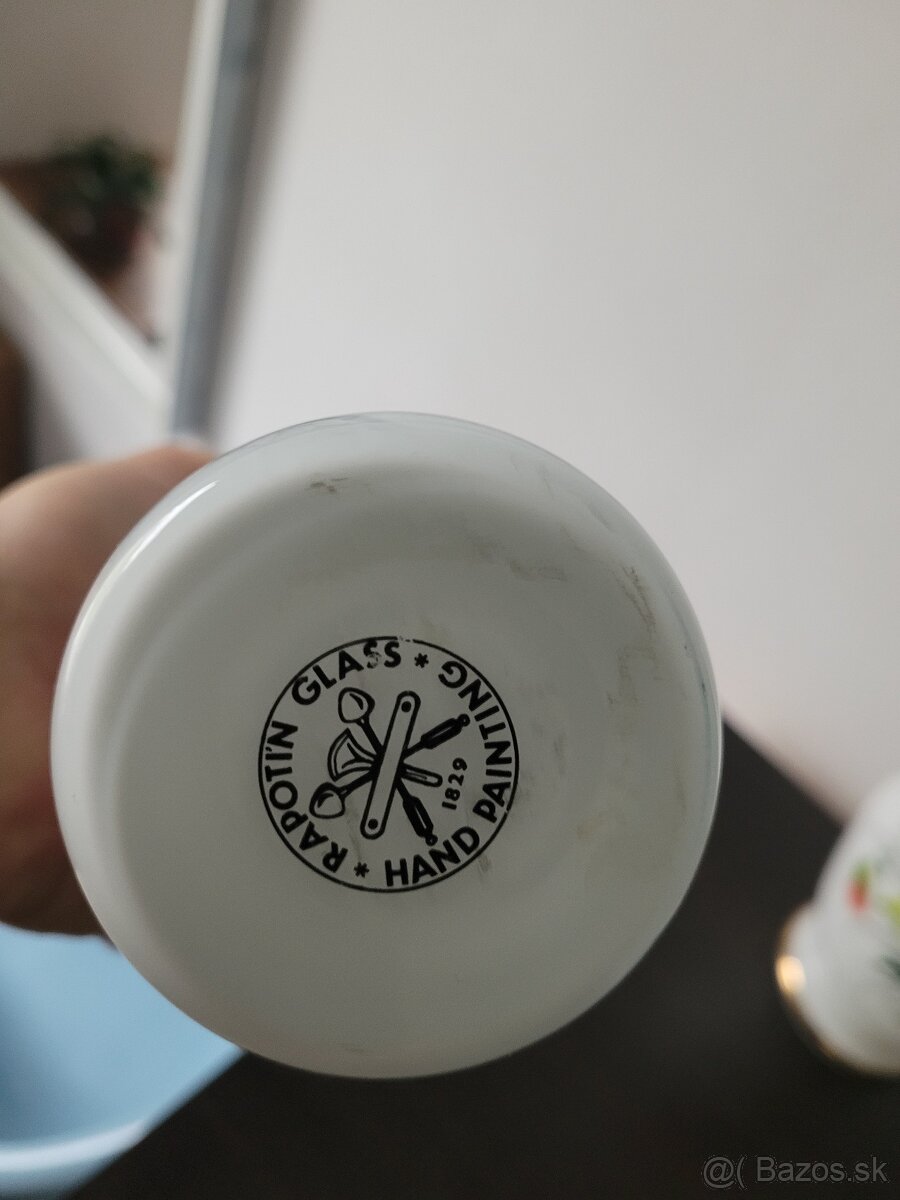 RAPOTÍN GLASS * HAND PAINTING *
1829
@( Bazos.sk